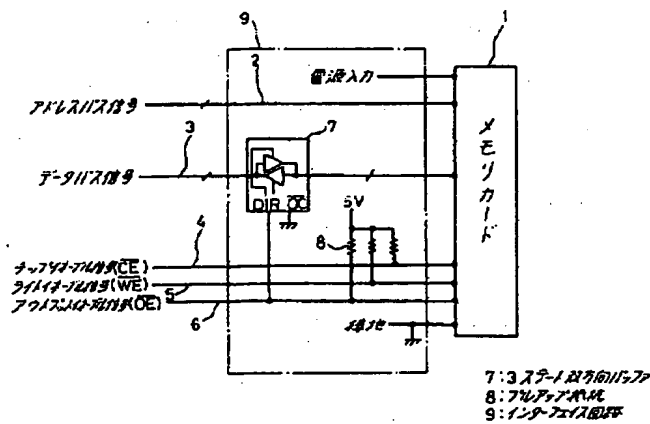 9
1
2
電源入力
アドレスバス信号
3
7
データバス信号
メモリカード
DIR OC
5V
8
4
チップイネーブル信号(CE)
ライトイネーブル信号(WE)
5
アウトプットイネーブル信号(OE)
6
接地
7:3ステート双方向バッファ
8:プルアップ抵抗
9:インターフェイス回路